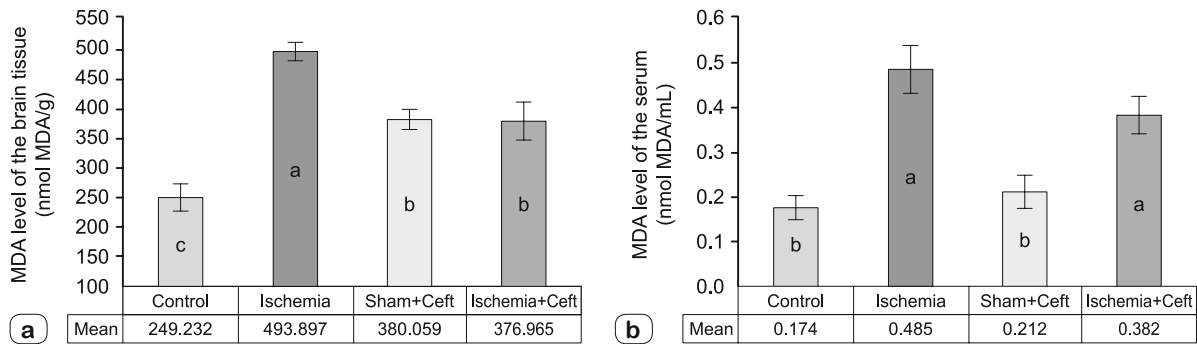 MDA level of the brain tissue
(nmol MDA/g)
550
500
450
400
350
300
250
200
150
100
c
a
b
b
Control Ischemia Sham+Ceft Ischemia+Ceft
a Mean 249.232 493.897 380.059 376.965
MDA level of the serum
(nmol MDA/mL)
0.6
0.5
0.4
0.3
0.2
0.1
0.0
b
a
b
a
Control Ischemia Sham+Ceft Ischemia+Ceft
b Mean 0.174 0.485 0.212 0.382